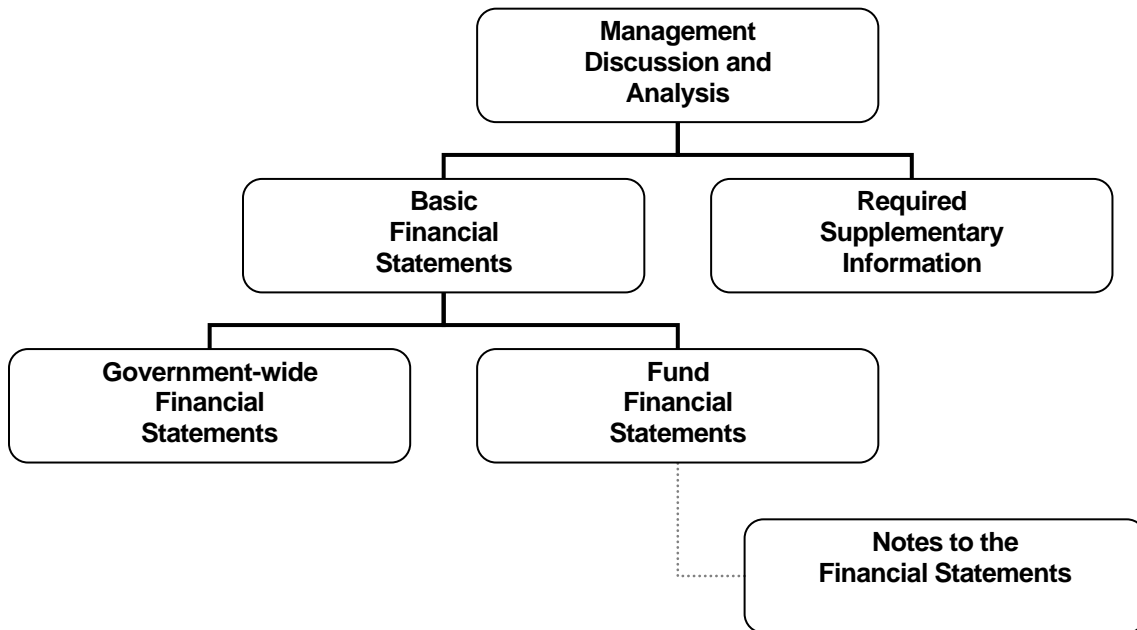 Management
Discussion and
Analysis
Basic
Financial
Statements
Required
Supplementary
Information
Government-wide
Financial
Statements
Fund
Financial
Statements
Notes to the
Financial Statements